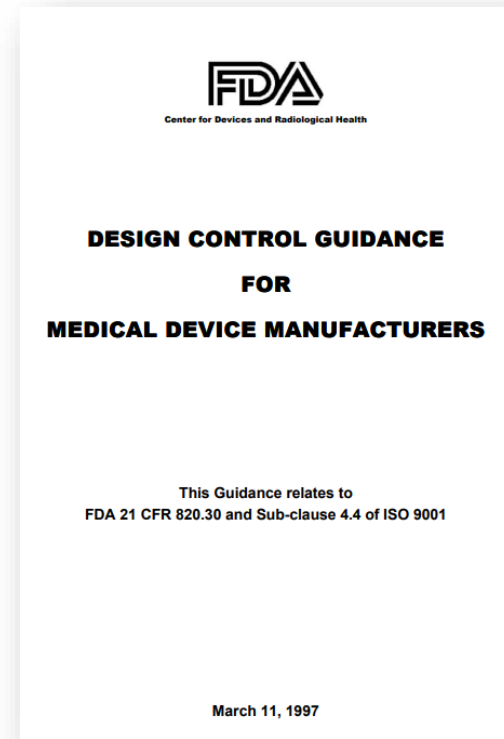 FDA
Center for Devices and Radiological Health
DESIGN CONTROL GUIDANCE
FOR
MEDICAL DEVICE MANUFACTURERS
This Guidance relates to
FDA 21 CFR 820.30 and Sub-clause 4.4 of ISO 9001
March 11, 1997